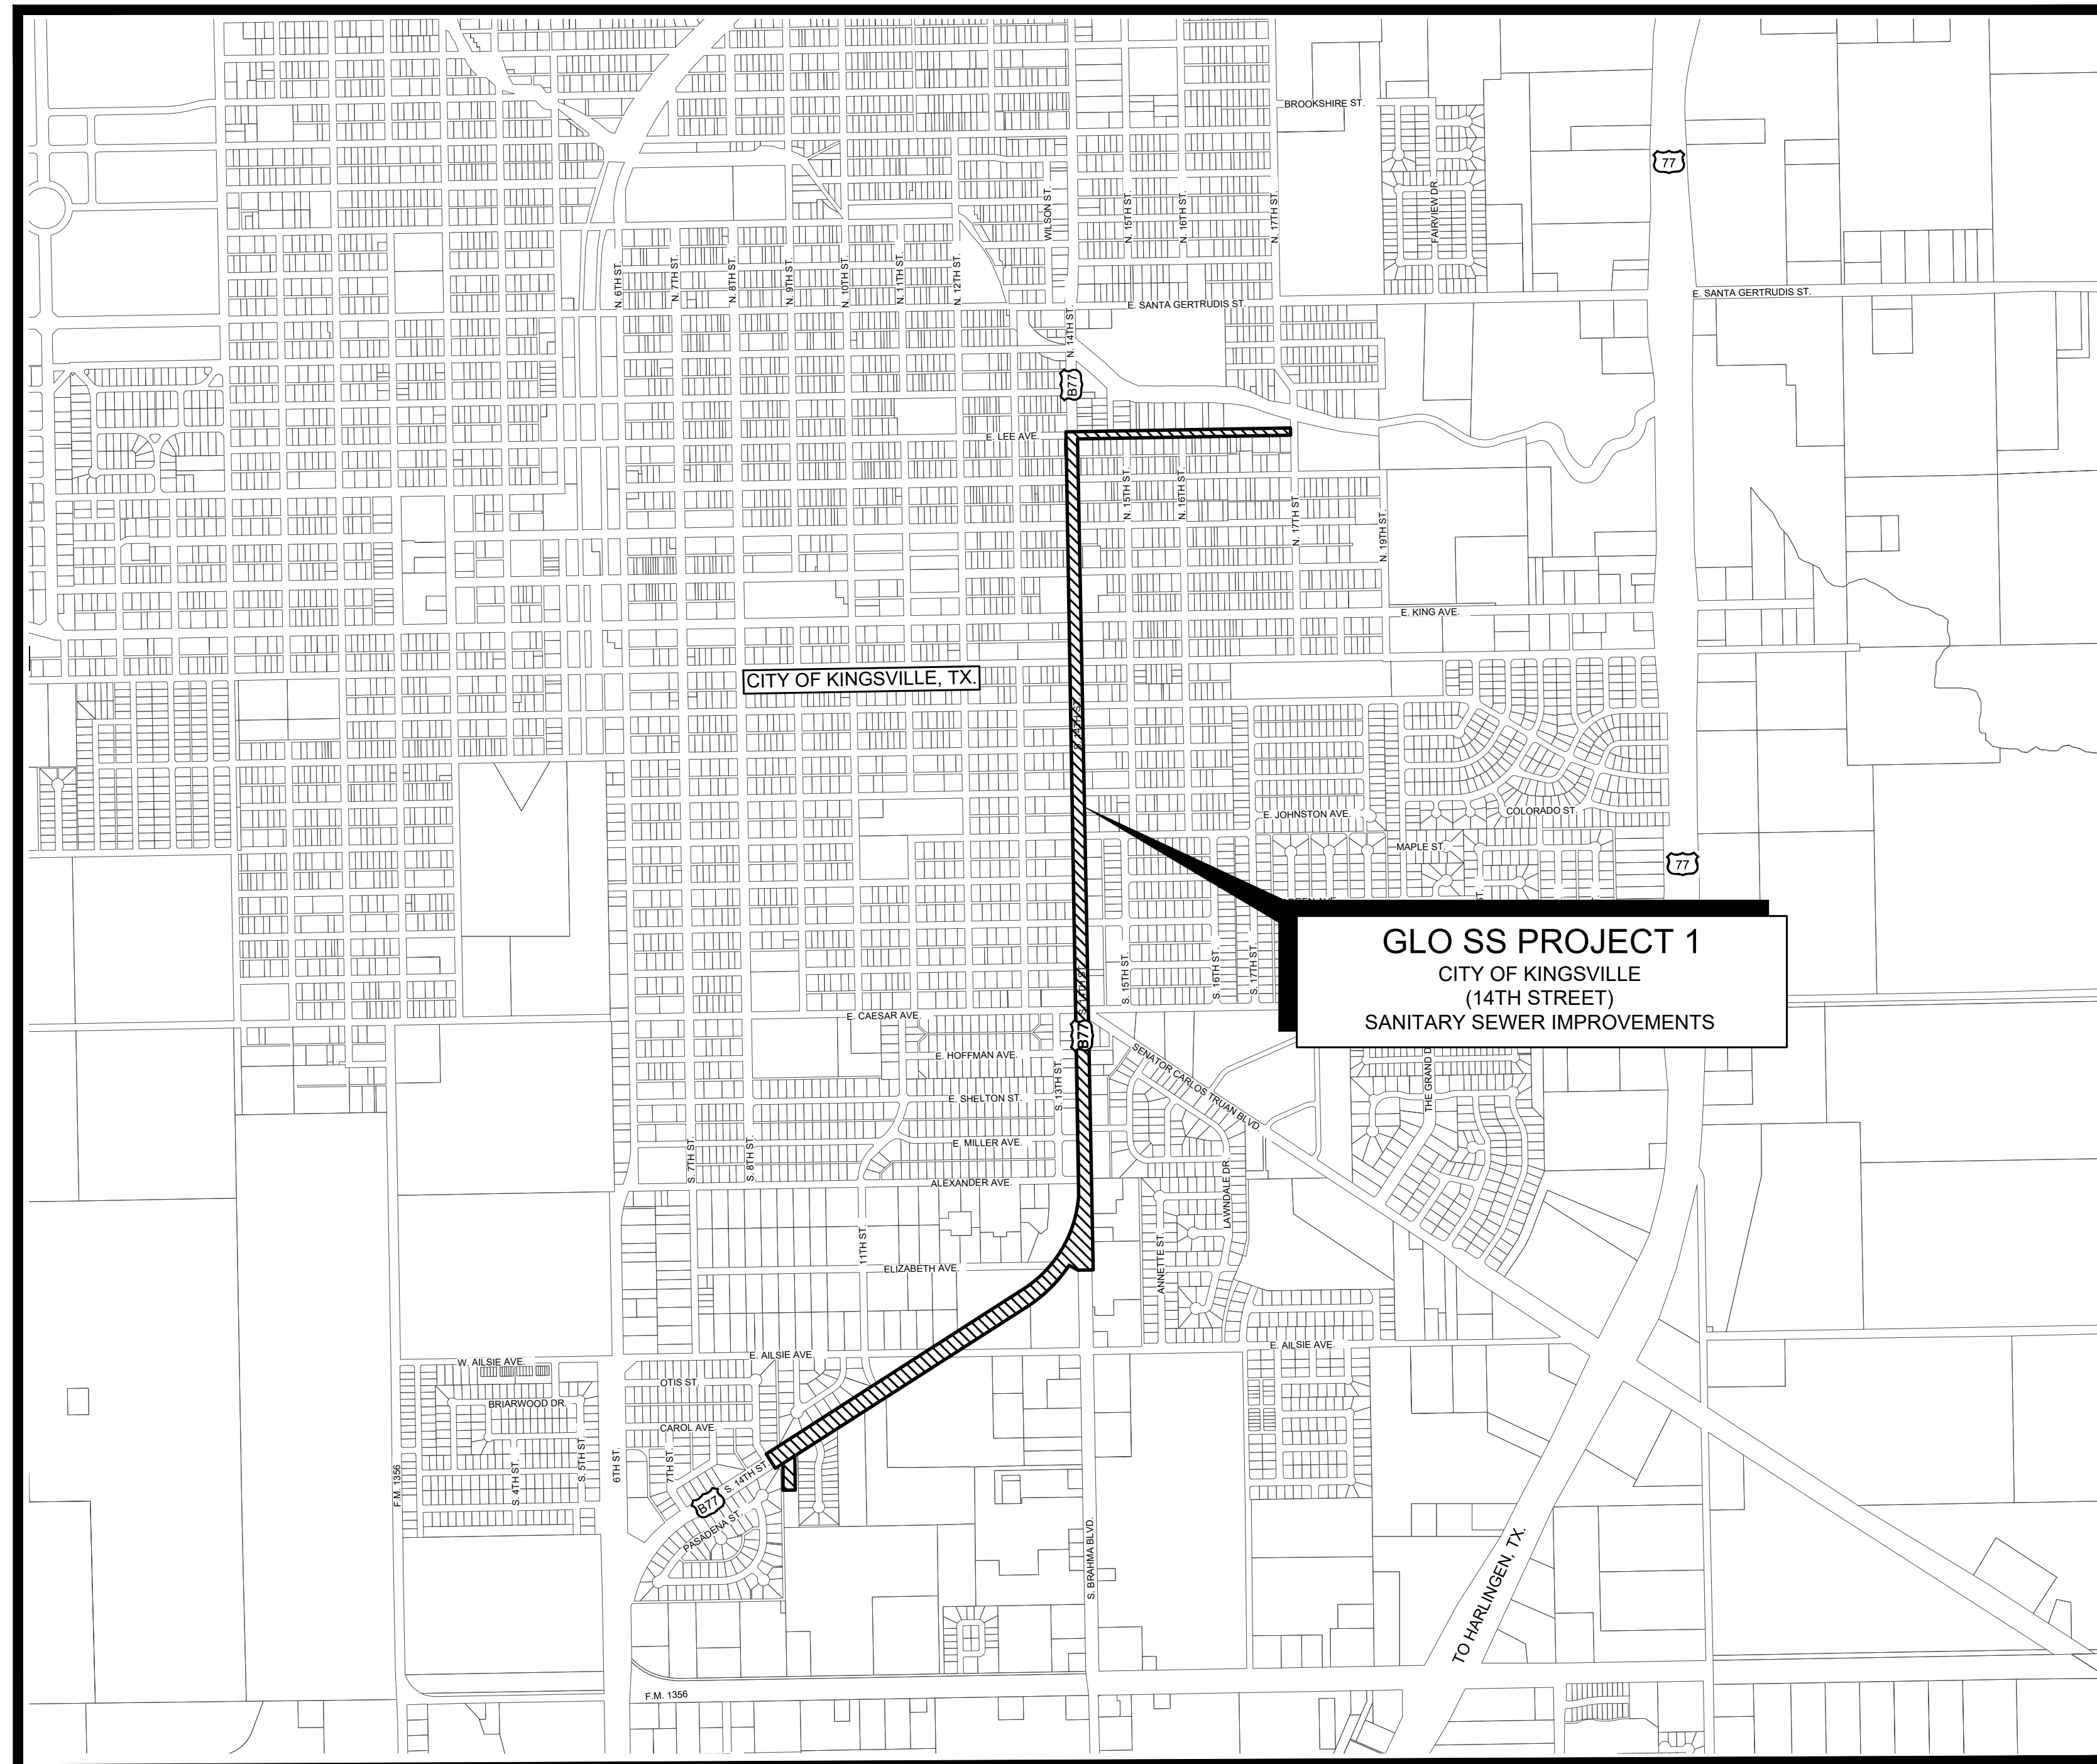 BROOKSHIRE ST.
77
FAIRVIEW DR.
WILSON ST.
N. 15TH ST.
N. 16TH ST.
N. 17TH ST.
N. 6TH ST.
N. 7TH ST.
N. 8TH ST.
N. 9TH ST.
N. 10TH ST.
N. 11TH ST.
N. 12TH ST.
E. SANTA GERTRUDIS ST.
E. SANTA GERTRUDIS ST.
N. 14TH ST.
B77
E. LEE AVE.
N. 15TH ST.
N. 16TH ST.
N. 17TH ST.
N. 19TH ST.
E. KING AVE.
CITY OF KINGSVILLE, TX.
S. 14TH ST.
E. JOHNSTON AVE.
COLORADO ST.
MAPLE ST.
77
GLO SS PROJECT 1
CITY OF KINGSVILLE
(14TH STREET)
SANITARY SEWER IMPROVEMENTS
S. 15TH ST.
S. 16TH ST.
S. 17TH ST.
S. 14TH ST.
E. CAESAR AVE.
B77
E. HOFFMAN AVE.
S. 13TH ST.
SENATOR CARLOS TRUAN BLVD
THE GRAND D
E. SHELTON ST.
E. MILLER AVE.
S. 7TH ST.
S. 8TH ST.
ALEXANDER AVE.
LAWNDALE DR.
11TH ST.
ANNETTE ST.
ELIZABETH AVE.
E. AILSIE AVE.
E. AILSIE AVE.
W. AILSIE AVE.
OTIS ST.
BRIARWOOD DR.
CAROL AVE.
F.M. 1356
S. 4TH ST.
S. 5TH ST.
6TH ST.
7TH ST.
S. 14TH ST.
B77
PASADENA ST.
S. BRAHMA BLVD.
TO HARLINGEN, TX.
F.M. 1356